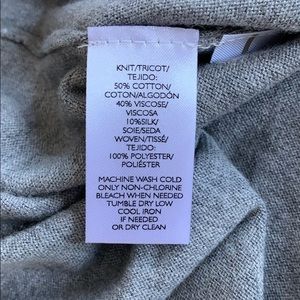 KNIT/TRICOT/
TEJIDO:
50% COTTON/
COTON/ALGODÓN
40% VISCOSE/
VISCOSA
10%SILK/
SOIE/SEDA
WOVEN/TISSÉ/
TEJIDO:
100% POLYESTER/
POLIÉSTER
MACHINE WASH COLD
ONLY NON-CHLORINE
BLEACH WHEN NEEDED
TUMBLE DRY LOW
COOL IRON
IF NEEDED
OR DRY CLEAN